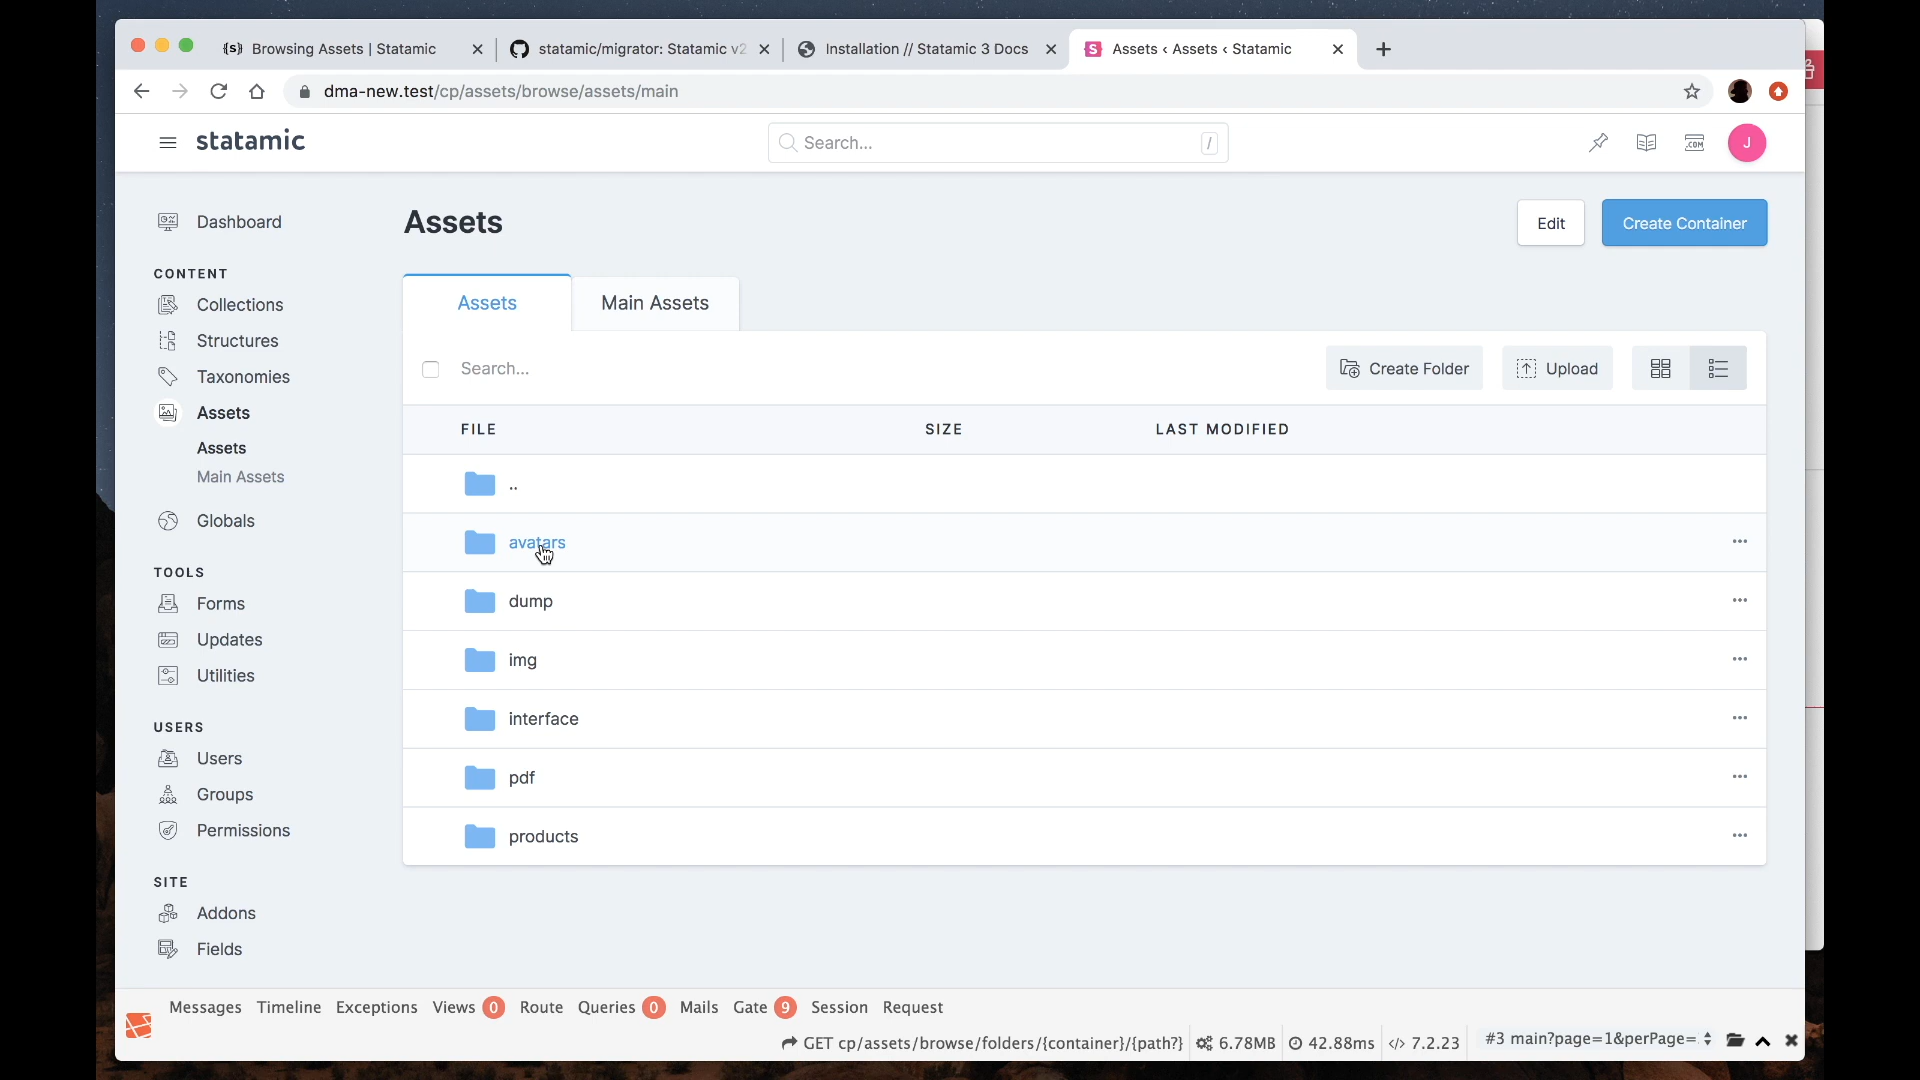 {s} Browsing Assets | Statamic
statamic/migrator: Statamic v2
Installation // Statamic 3 Docs
S Assets ‹ Assets ‹ Statamic
dma-new.test/cp/assets/browse/assets/main
statamic
Search...
/
.COM
J
Dashboard
Assets
Edit
Create Container
CONTENT
Collections
Structures
Taxonomies
Assets
Assets
Main Assets
Globals
TOOLS
Forms
Updates
Utilities
USERS
Users
Groups
Permissions
SITE
Addons
Fields
Assets
Main Assets
Search...
Create Folder
Upload
FILE SIZE LAST MODIFIED
..
avatars
dump
img
interface
pdf
products
Messages Timeline Exceptions Views 0 Route Queries 0 Mails Gate 9 Session Request
GET cp/assets/browse/folders/{container}/{path?} 6.78MB 42.88ms </> 7.2.23 #3 main?page=1&perPage=